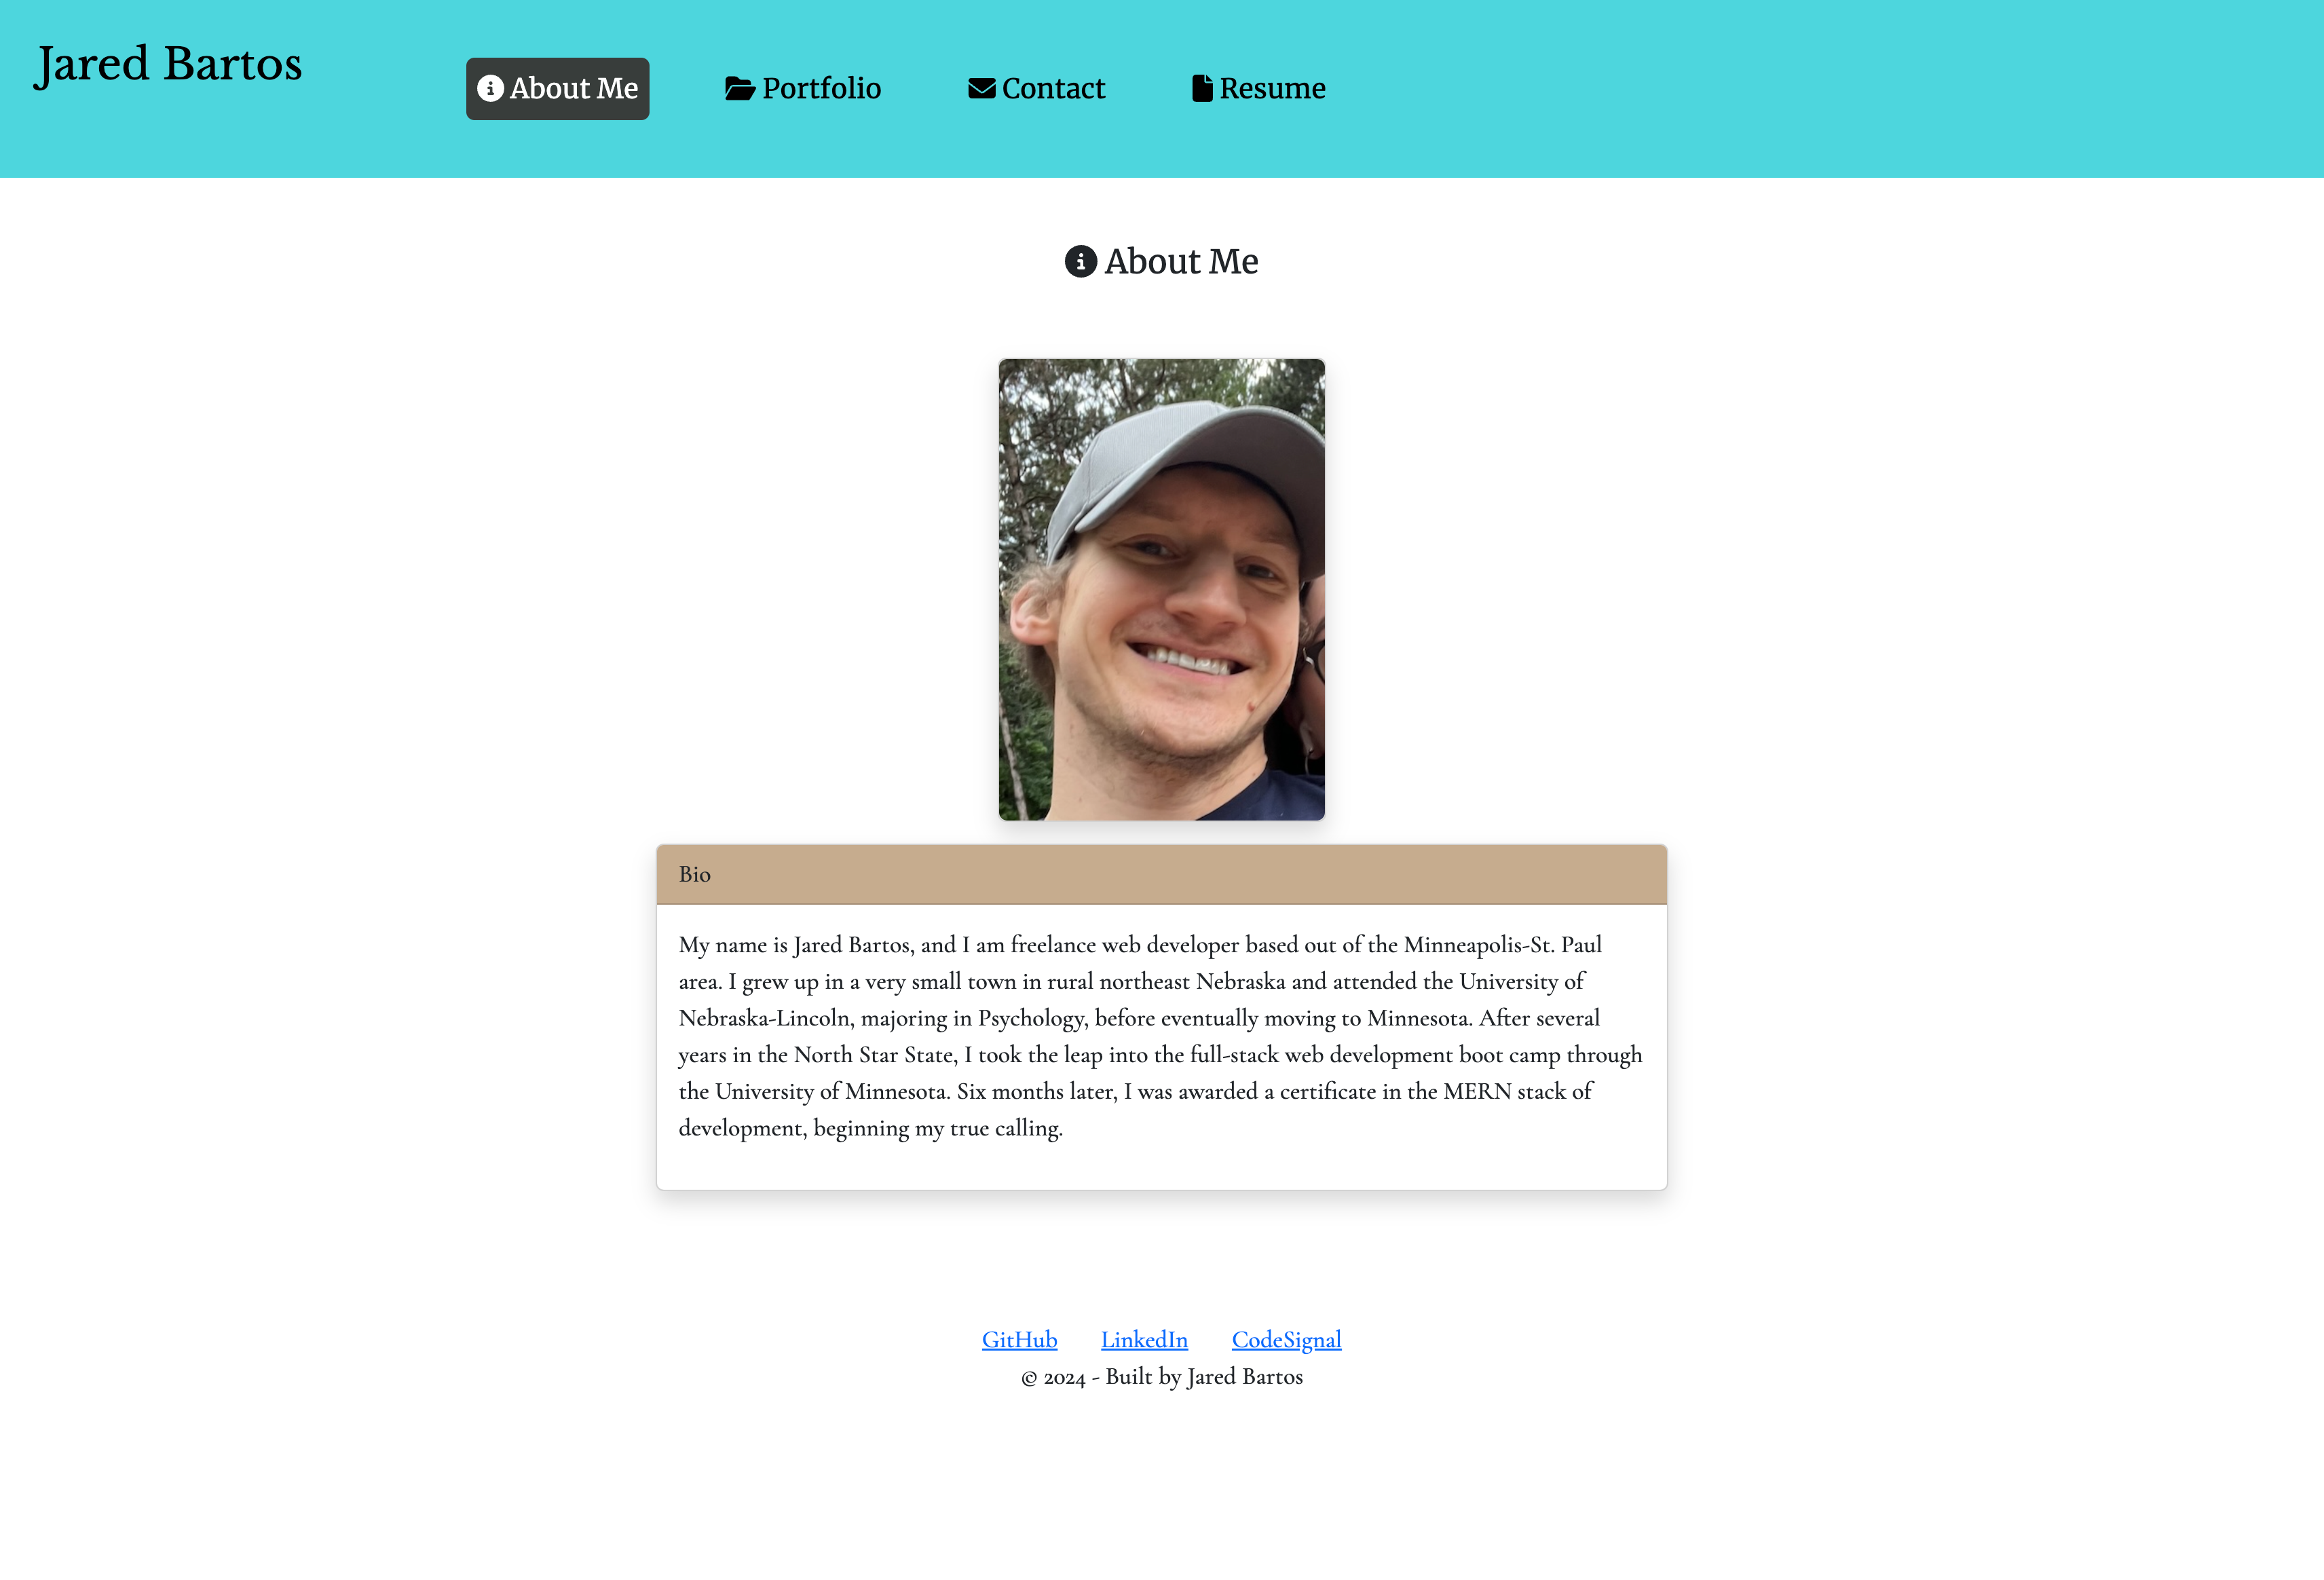 Jared Bartos
About Me
Portfolio
Contact
Resume
About Me
Bio
My name is Jared Bartos, and I am freelance web developer based out of the Minneapolis-St. Paul
area. I grew up in a very small town in rural northeast Nebraska and attended the University of
Nebraska-Lincoln, majoring in Psychology, before eventually moving to Minnesota. After several
years in the North Star State, I took the leap into the full-stack web development boot camp through
the University of Minnesota. Six months later, I was awarded a certificate in the MERN stack of
development, beginning my true calling.
GitHub LinkedIn CodeSignal
© 2024 - Built by Jared Bartos